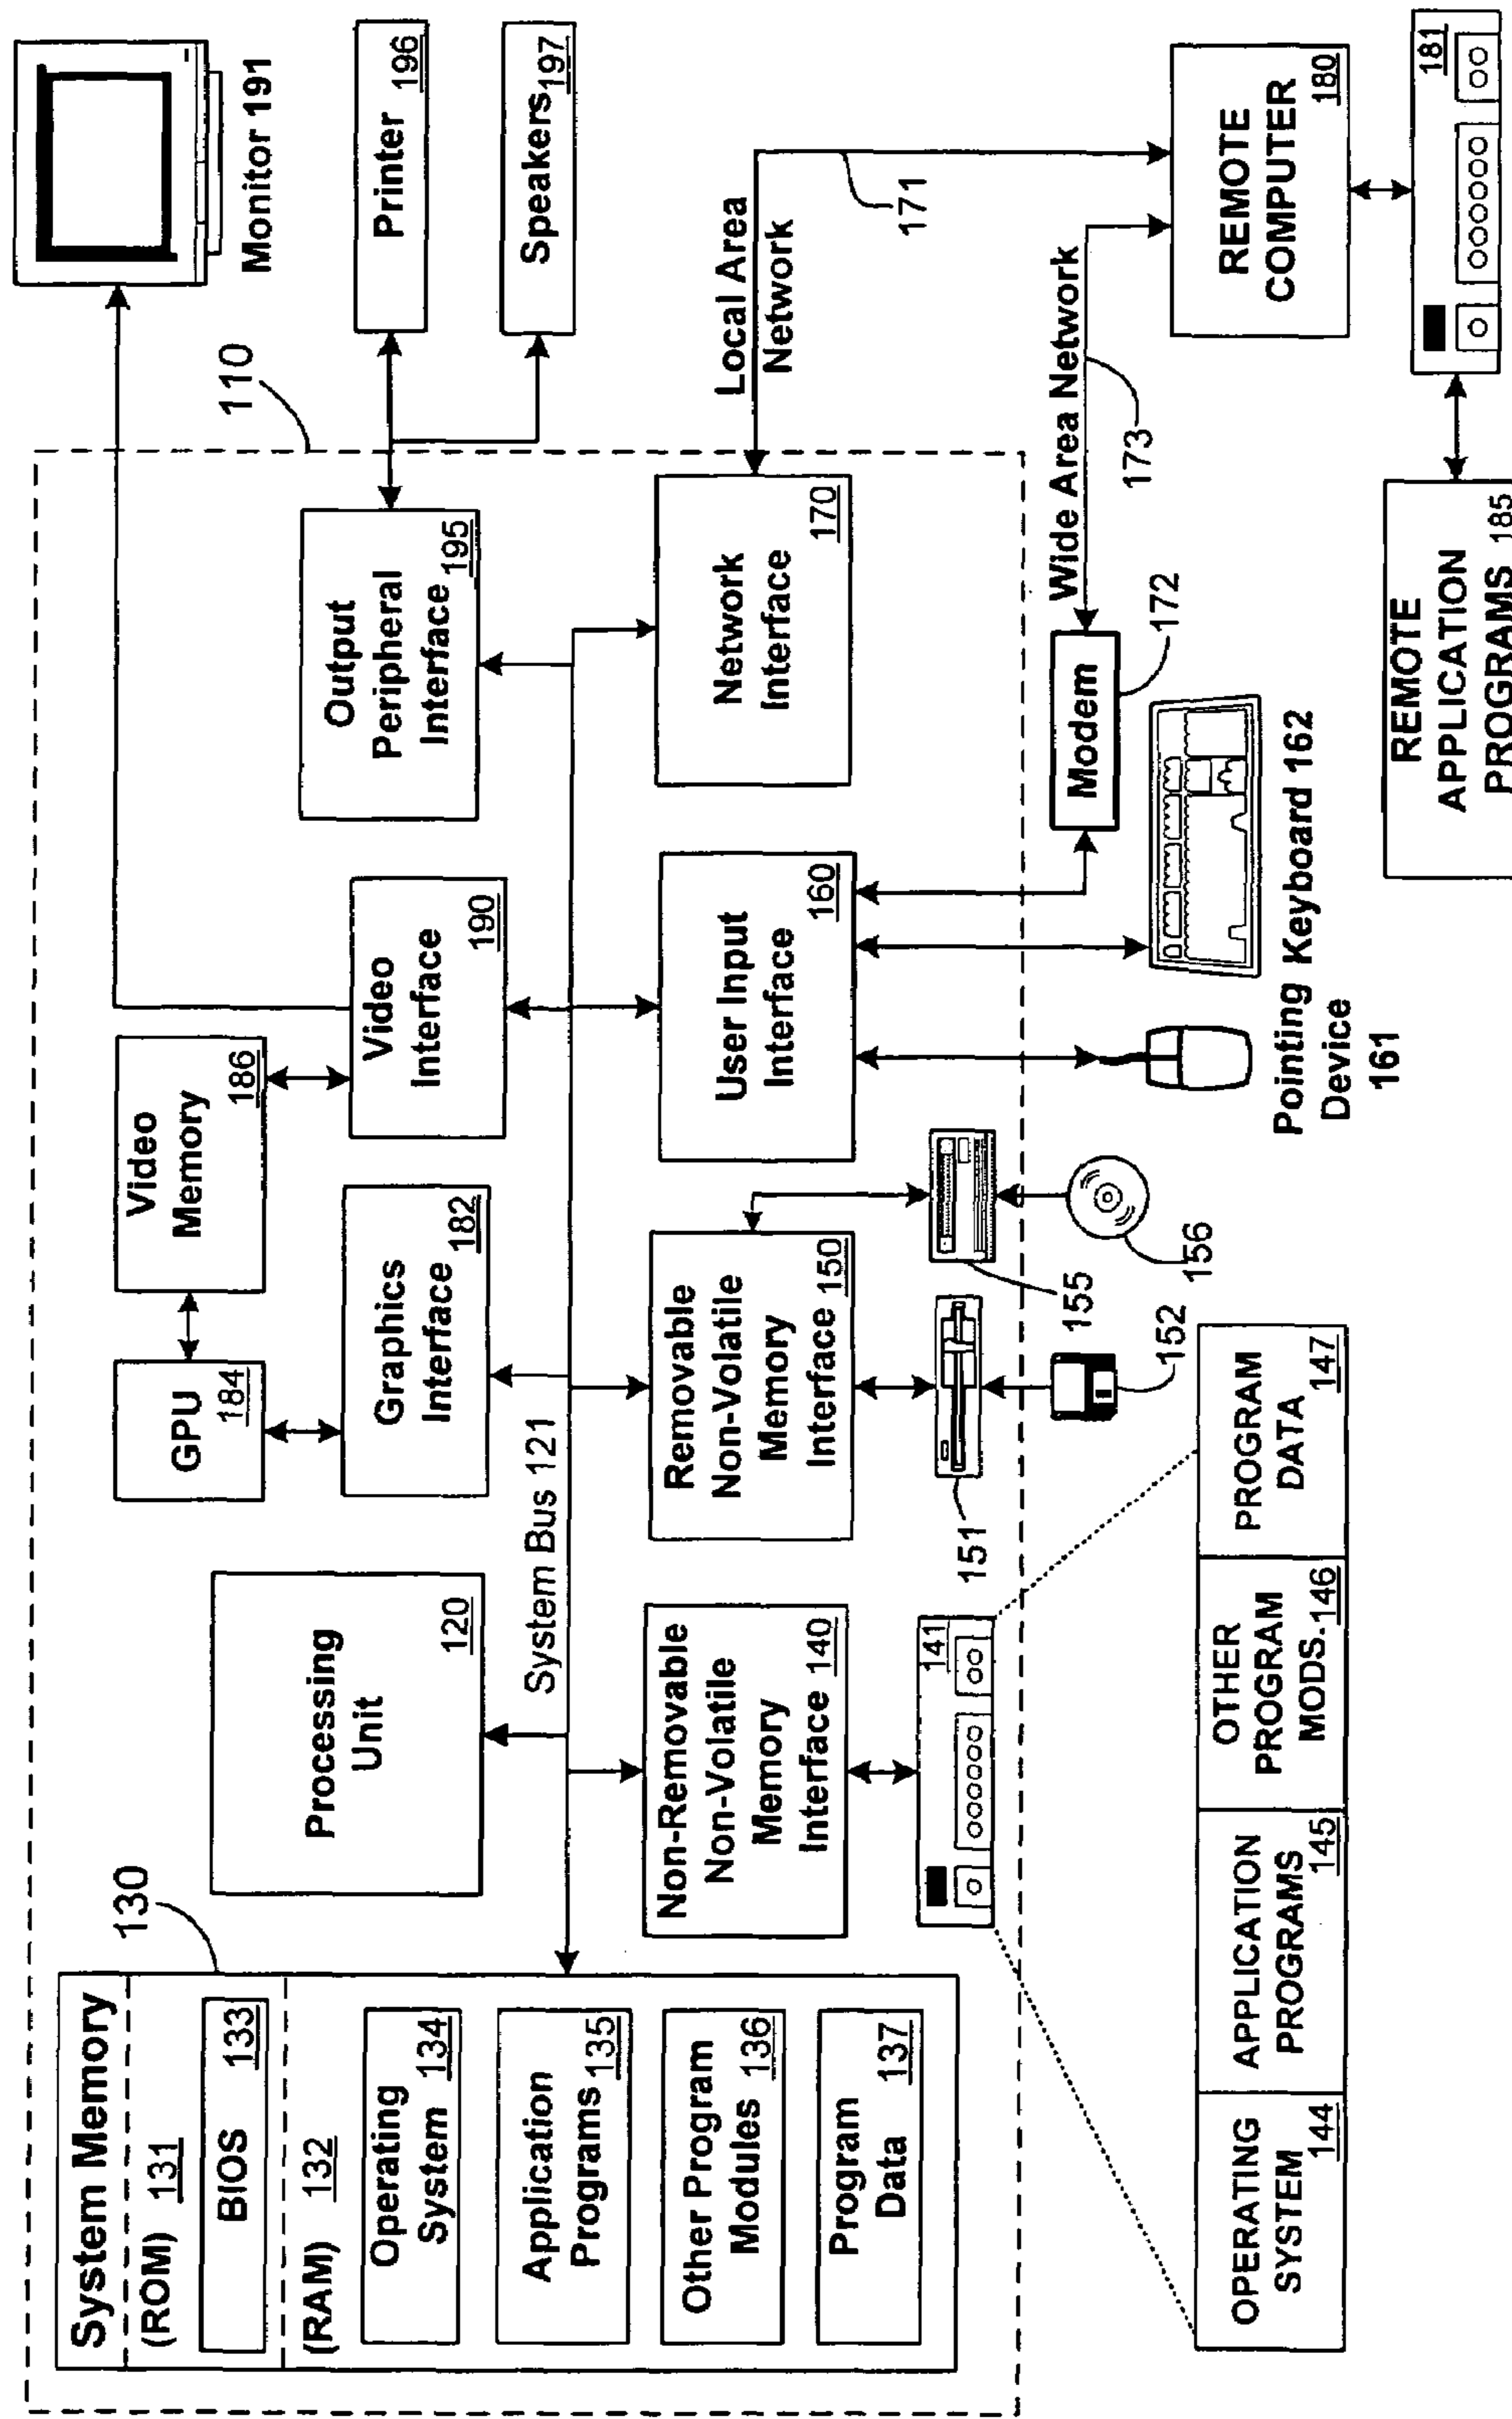 110
130
System Memory
(ROM) 131
BIOS 133
(RAM) 132
Operating
System 134
Application
Programs 135
Other Program
Modules 136
Program
Data 137
Processing
Unit
120
GPU
184
Video
Memory
186
Graphics
Interface
182
Video
Interface
190
Output
Peripheral
Interface 195
System Bus 121
Non-Removable
Non-Volatile
Memory
Interface 140
Removable
Non-Volatile
Memory
Interface 150
User Input
Interface
160
Network
Interface
170
Monitor 191
Printer
196
Speakers 197
Local Area
Network
171
Wide Area Network
173
Modem
172
141
151
152
155
156
Pointing
Device
161
Keyboard 162
REMOTE
COMPUTER
180
181
REMOTE
APPLICATION
PROGRAMS 185
OPERATING
SYSTEM
144
APPLICATION
PROGRAMS
145
OTHER
PROGRAM
MODS. 146
PROGRAM
DATA
147